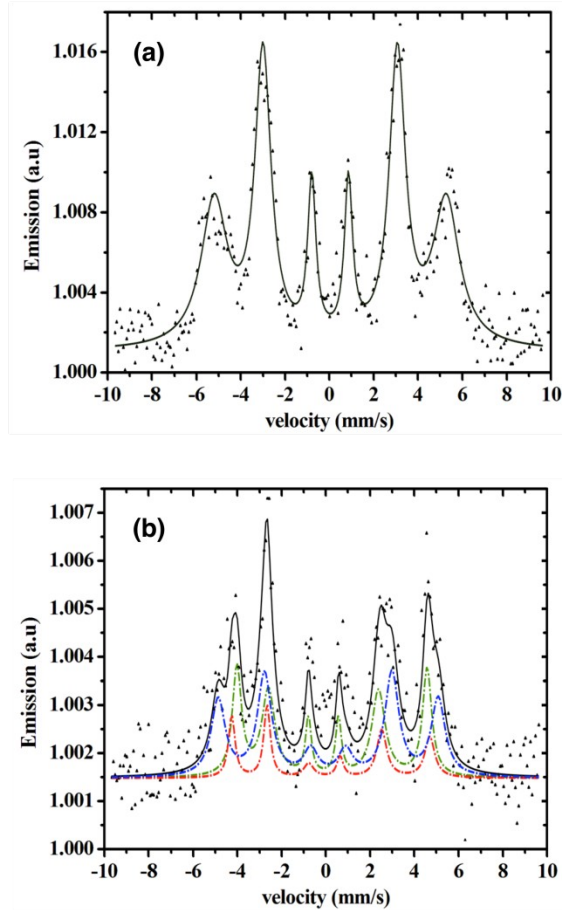 (a)
Emission (a.u)
1.016
1.012
1.008
1.004
1.000
-10 -8 -6 -4 -2 0 2 4 6 8 10
velocity (mm/s)
(b)
Emission (a.u)
1.007
1.006
1.005
1.004
1.003
1.002
1.001
1.000
-10 -8 -6 -4 -2 0 2 4 6 8 10
velocity (mm/s)